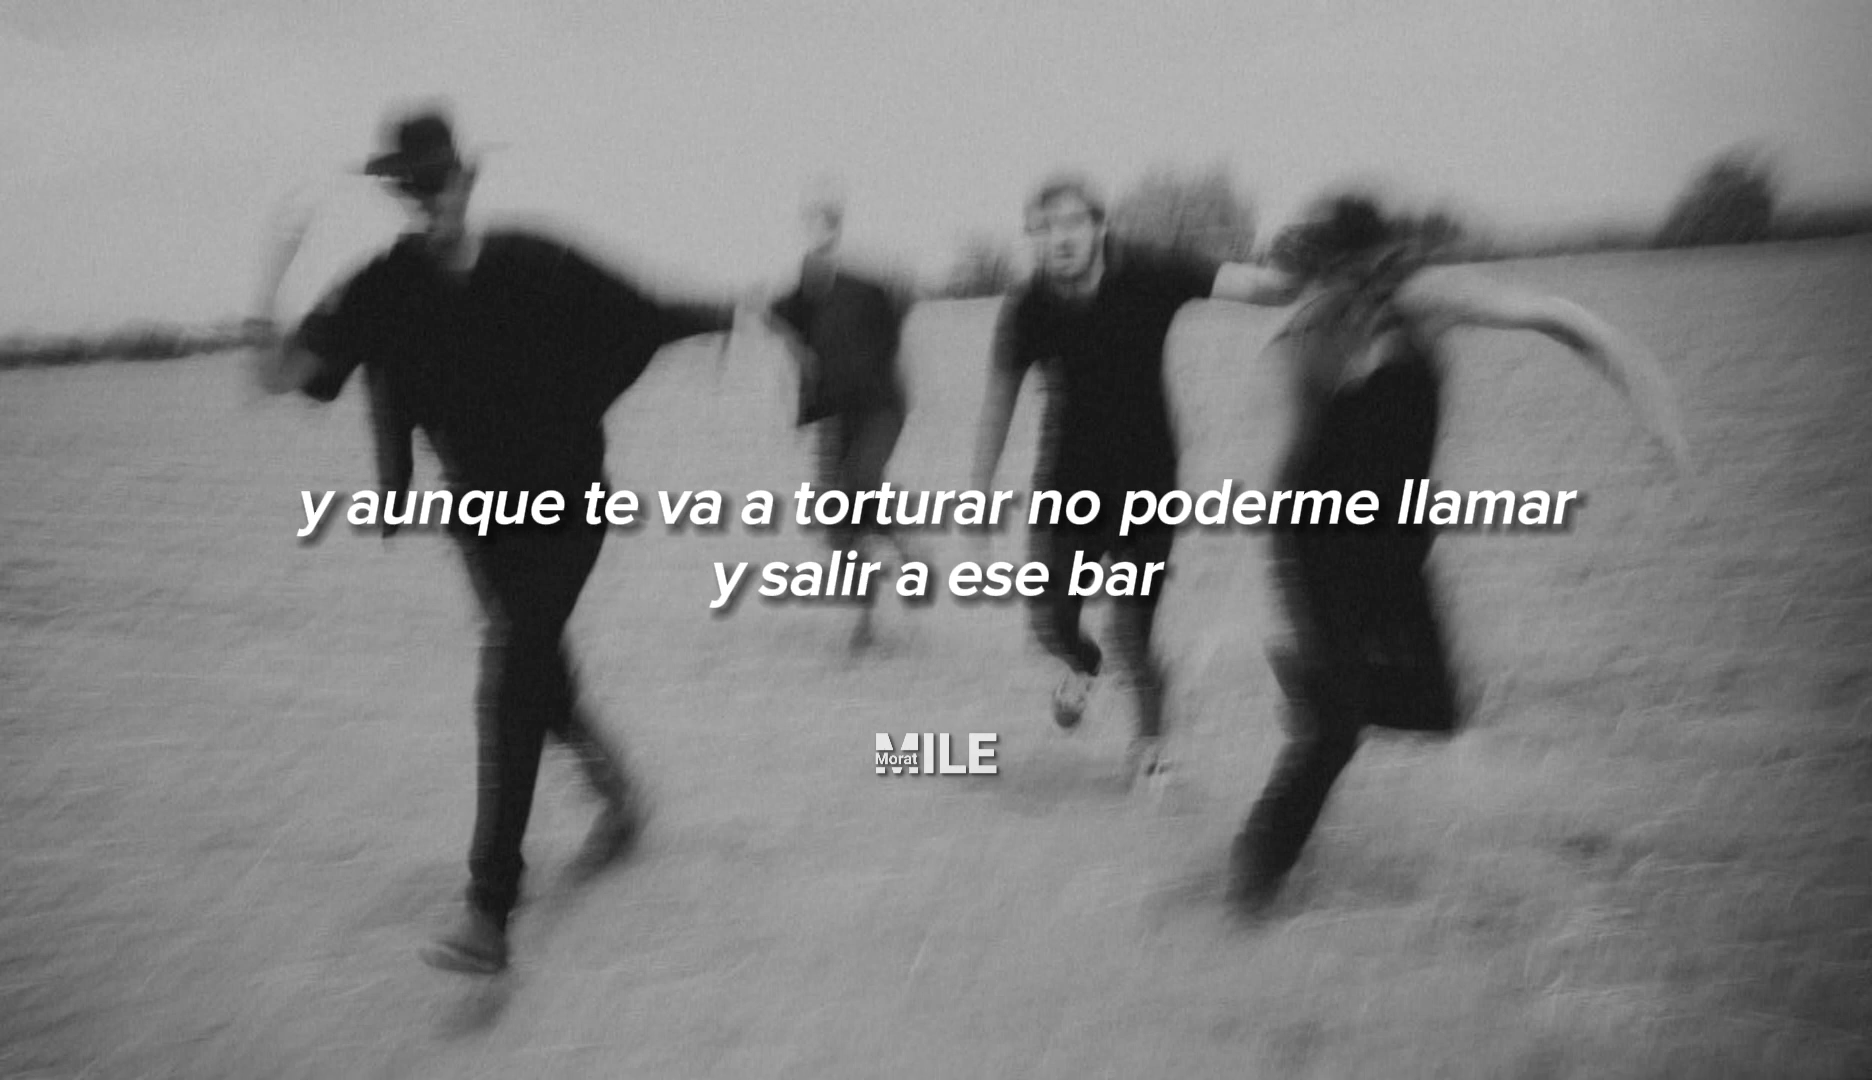 y aunque te va a torturar no poderme llamar
y salir a ese bar
MILE
Morat